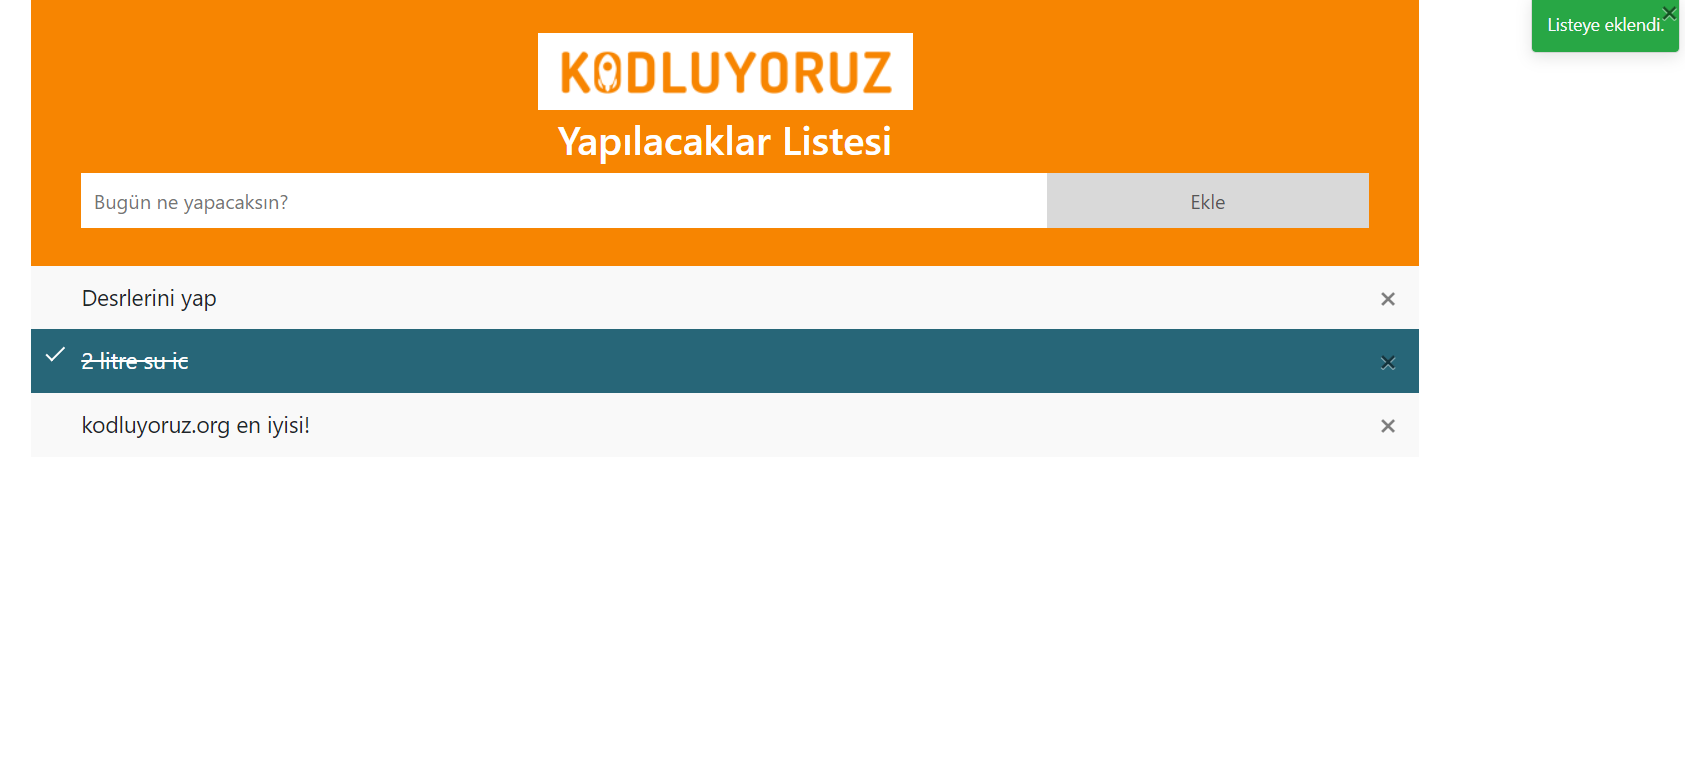 Listeye eklendi.
KODLUYORUZ
Yapılacaklar Listesi
Bugün ne yapacaksın?
Ekle
Desrlerini yap
2 litre su ic
kodluyoruz.org en iyisi!